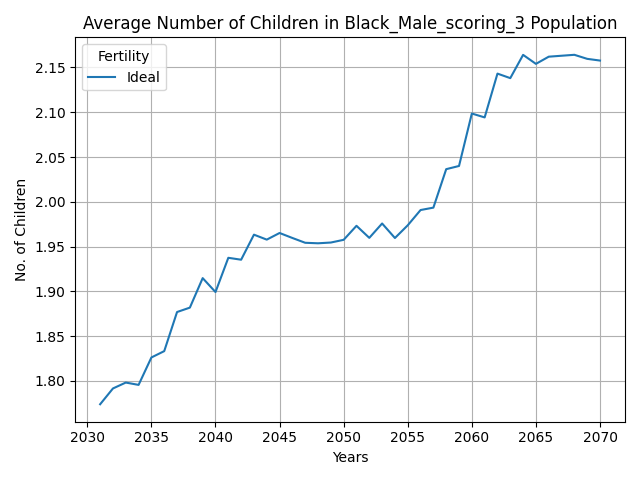 Average Number of Children in Black_Male_scoring_3 Population
Fertility
Ideal
No. of Children
2.15
2.10
2.05
2.00
1.95
1.90
1.85
1.80
2030 2035 2040 2045 2050 2055 2060 2065 2070
Years